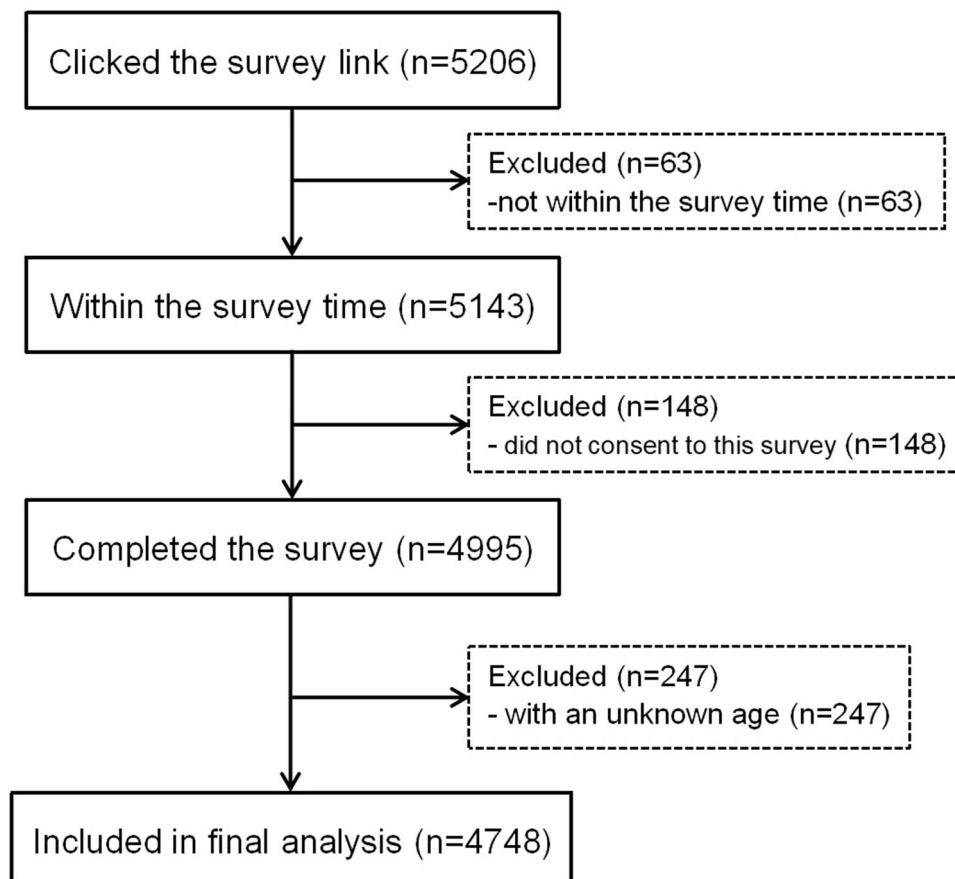 Clicked the survey link (n=5206)
Excluded (n=63)
-not within the survey time (n=63)
Within the survey time (n=5143)
Excluded (n=148)
- did not consent to this survey (n=148)
Completed the survey (n=4995)
Excluded (n=247)
- with an unknown age (n=247)
Included in final analysis (n=4748)